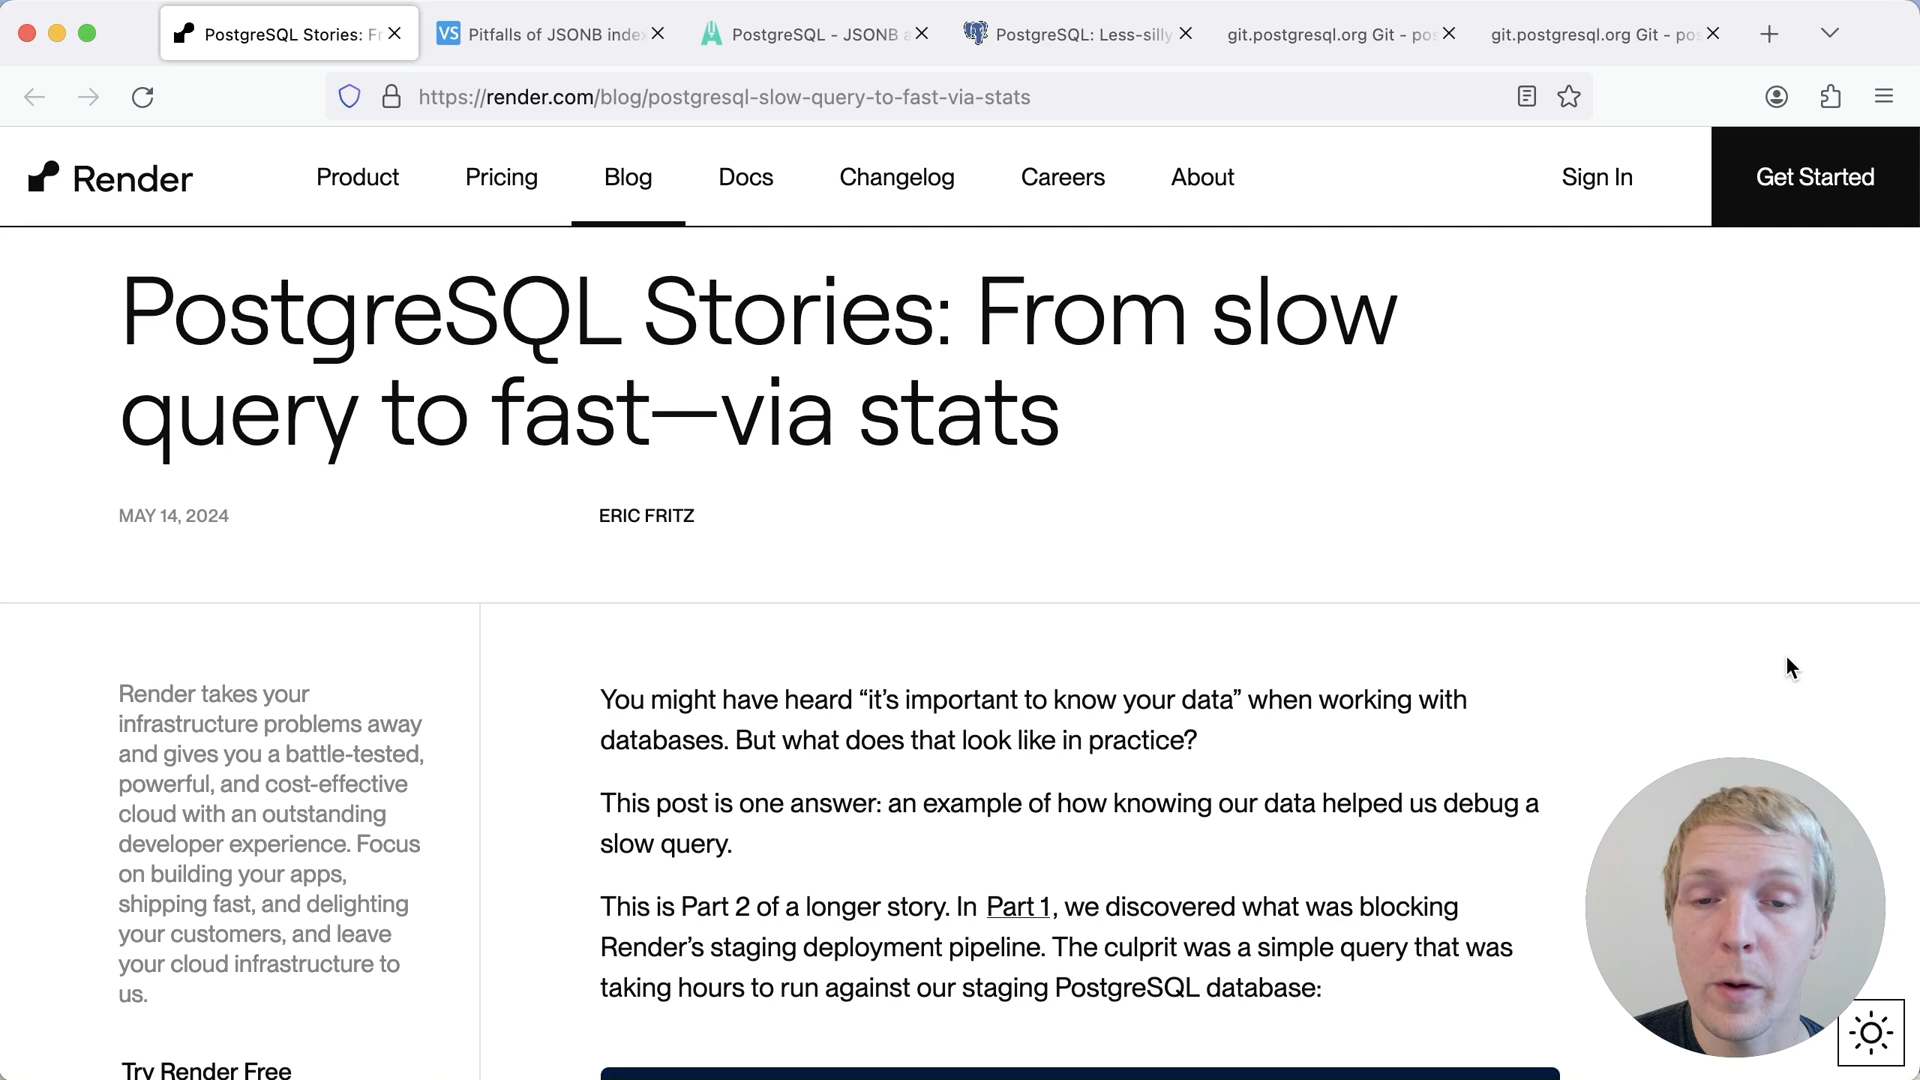 PostgreSQL Stories: Fr
Pitfalls of JSONB inde
PostgreSQL - JSONB a
PostgreSQL: Less-silly
git.postgresql.org Git - pos
git.postgresql.org Git - pos
https://render.com/blog/postgresql-slow-query-to-fast-via-stats
Render
Product
Pricing
Blog
Docs
Changelog
Careers
About
Sign In
Get Started
PostgreSQL Stories: From slow
query to fast—via stats
MAY 14, 2024
ERIC FRITZ
Render takes your
infrastructure problems away
and gives you a battle-tested,
powerful, and cost-effective
cloud with an outstanding
developer experience. Focus
on building your apps,
shipping fast, and delighting
your customers, and leave
your cloud infrastructure to
us.
Try Render Free
You might have heard “it’s important to know your data” when working with
databases. But what does that look like in practice?
This post is one answer: an example of how knowing our data helped us debug a
slow query.
This is Part 2 of a longer story. In Part 1, we discovered what was blocking
Render’s staging deployment pipeline. The culprit was a simple query that was
taking hours to run against our staging PostgreSQL database: